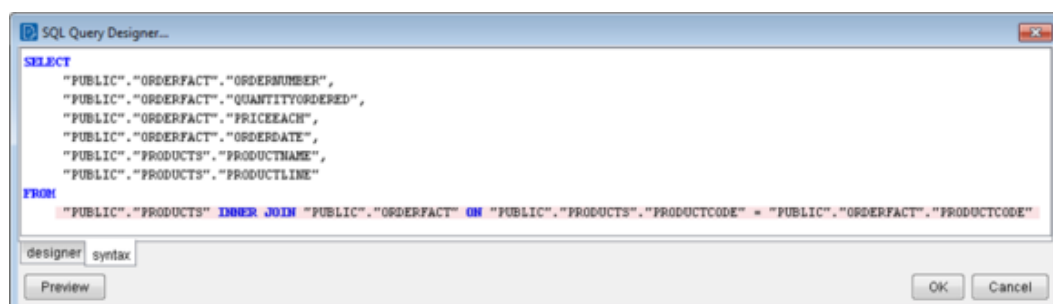 SQL Query Designer...
SELECT
"PUBLIC"."ORDERFACT"."ORDERNUMBER",
"PUBLIC"."ORDERFACT"."QUANTITYORDERED",
"PUBLIC"."ORDERFACT"."PRICEEACH",
"PUBLIC"."ORDERFACT"."ORDERDATE",
"PUBLIC"."PRODUCTS"."PRODUCTNAME",
"PUBLIC"."PRODUCTS"."PRODUCTLINE"
FROM
"PUBLIC"."PRODUCTS" INNER JOIN "PUBLIC"."ORDERFACT" ON "PUBLIC"."PRODUCTS"."PRODUCTCODE" = "PUBLIC"."ORDERFACT"."PRODUCTCODE"
designer syntax
Preview OK Cancel